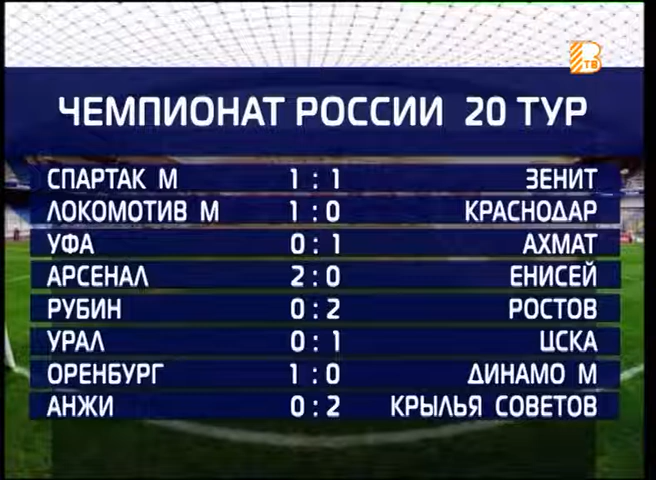 В
ТВ
ЧЕМПИОНАТ РОССИИ 20 ТУР
СПАРТАК М 1 : 1 ЗЕНИТ
ЛОКОМОТИВ М 1 : 0 КРАСНОДАР
УФА 0 : 1 АХМАТ
АРСЕНАЛ 2 : 0 ЕНИСЕЙ
РУБИН 0 : 2 РОСТОВ
УРАЛ 0 : 1 ЦСКА
ОРЕНБУРГ 1 : 0 ДИНАМО М
АНЖИ 0 : 2 КРЫЛЬЯ СОВЕТОВ